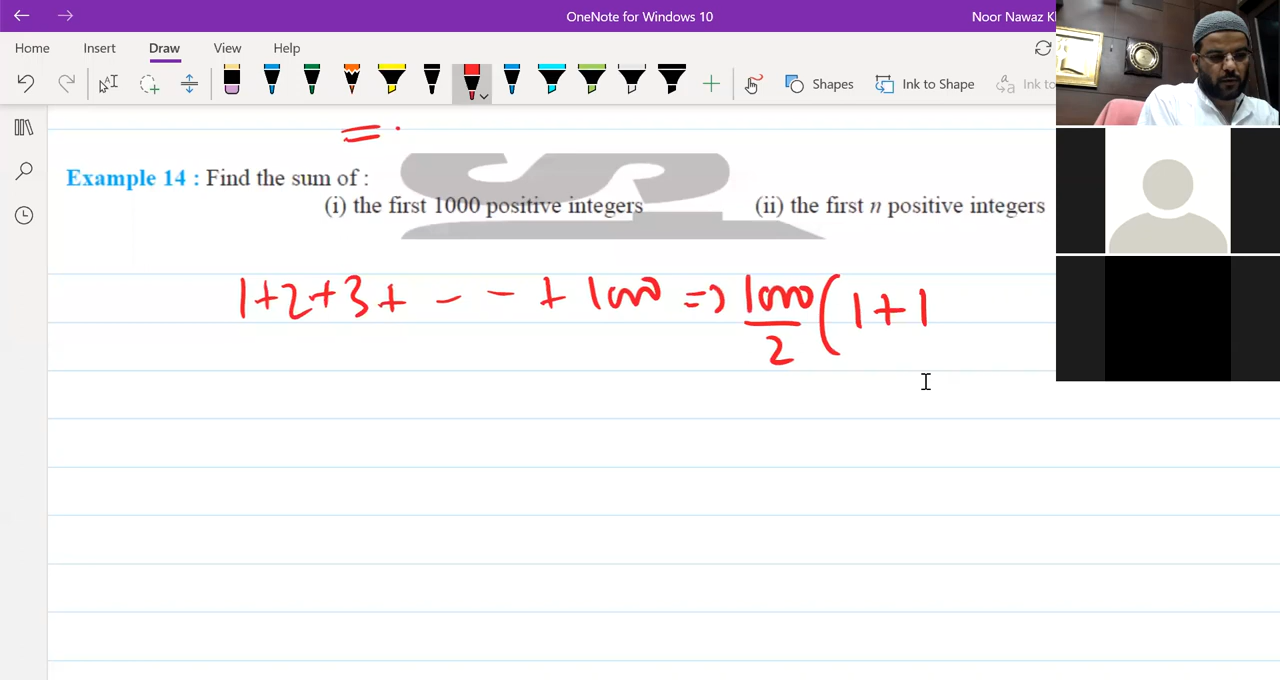 OneNote for Windows 10
Noor Nawaz K
Home Insert Draw View Help
Shapes Ink to Shape Ink to
=.
Example 14 : Find the sum of :
(i) the first 1000 positive integers (ii) the first n positive integers
1+2+3+ - - + 1000 => 1000/2 (1+1